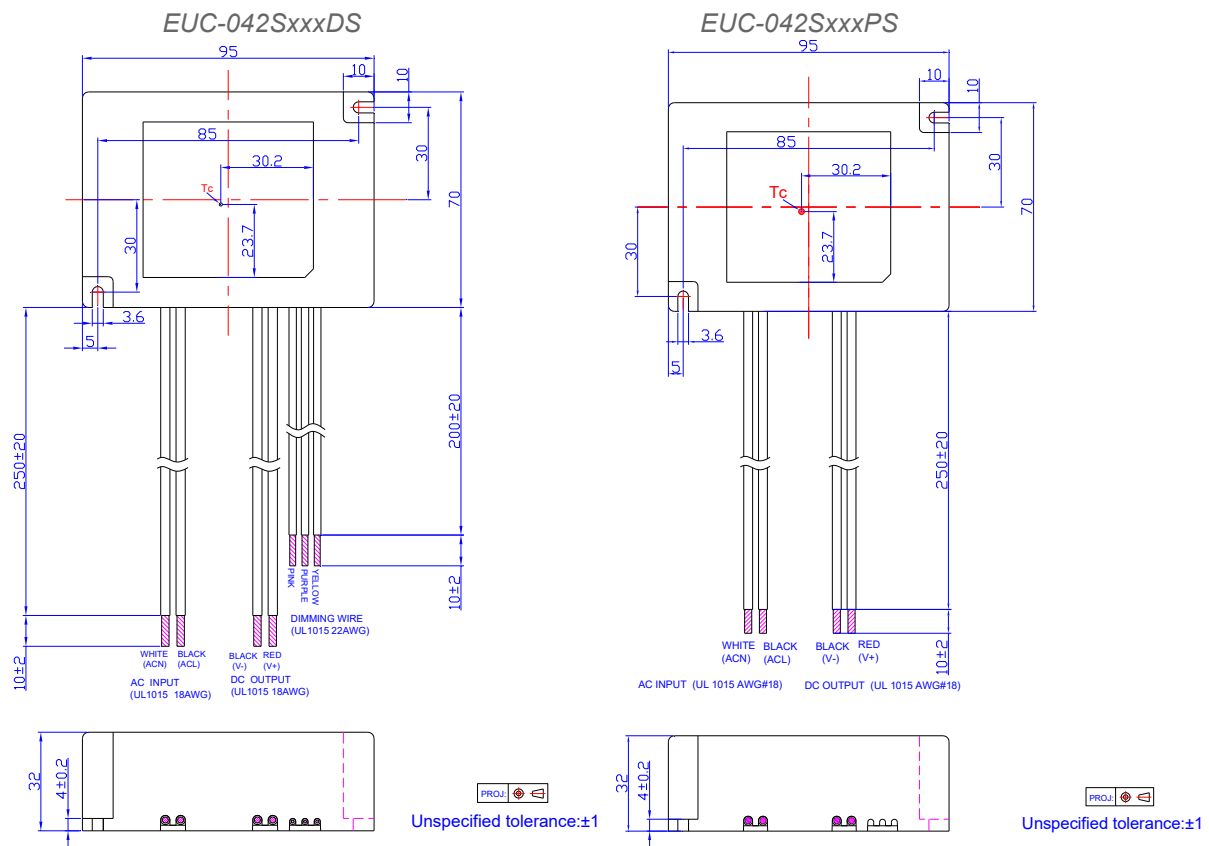 EUC-042SxxxDS
95
10
10
85
30
30.2
Tc
70
30
23.7
3.6
5
250±20
200±20
10±2
PINK
PURPLE
YELLOW
DIMMING WIRE
(UL1015 22AWG)
10±2
WHITE
(ACN)
BLACK
(ACL)
BLACK
(V-)
RED
(V+)
AC INPUT
(UL1015 18AWG)
DC OUTPUT
(UL1015 18AWG)
32
4±0.2
PROJ:
Unspecified tolerance:±1
EUC-042SxxxPS
95
10
10
85
30
30.2
Tc
70
30
23.7
3.6
5
250±20
10±2
WHITE
(ACN)
BLACK
(ACL)
BLACK
(V-)
RED
(V+)
AC INPUT (UL 1015 AWG#18)
DC OUTPUT (UL 1015 AWG#18)
32
4±0.2
PROJ:
Unspecified tolerance:±1